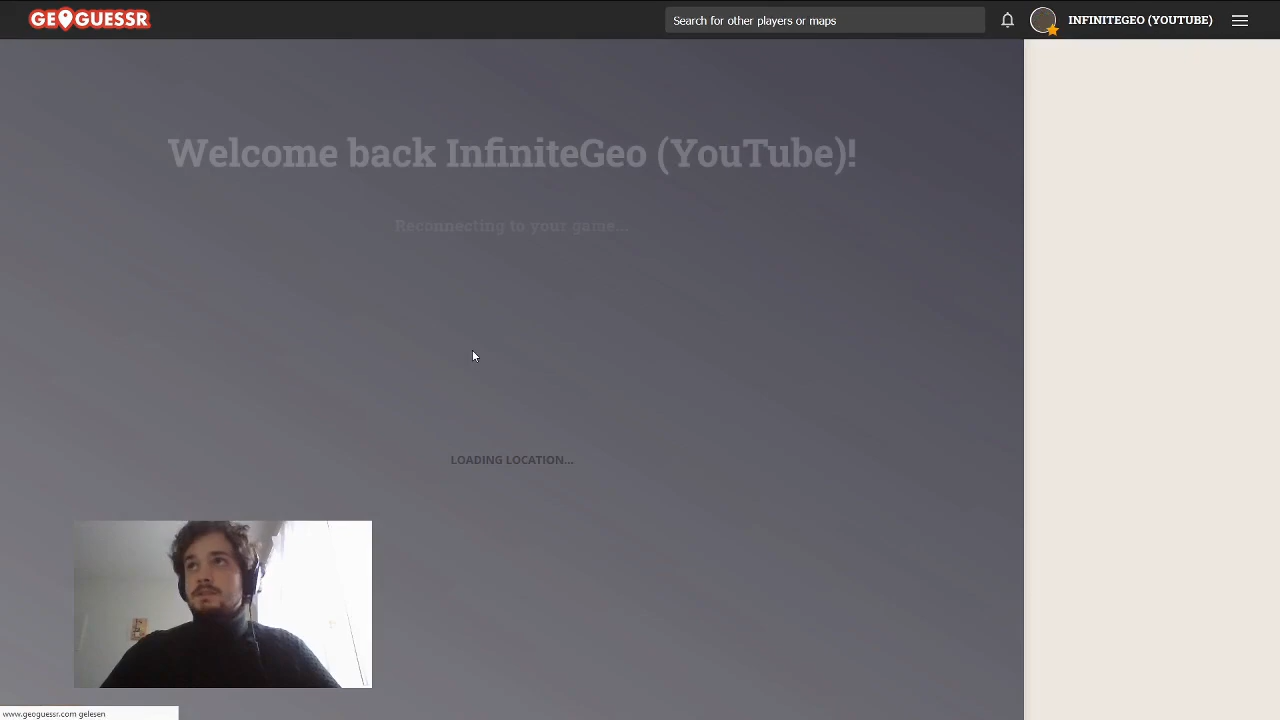 GEOGUESSR
Search for other players or maps
INFINITEGEO (YOUTUBE)
Welcome back InfiniteGeo (YouTube)!
Reconnecting to your game...
LOADING LOCATION...
www.geoguessr.com gelesen